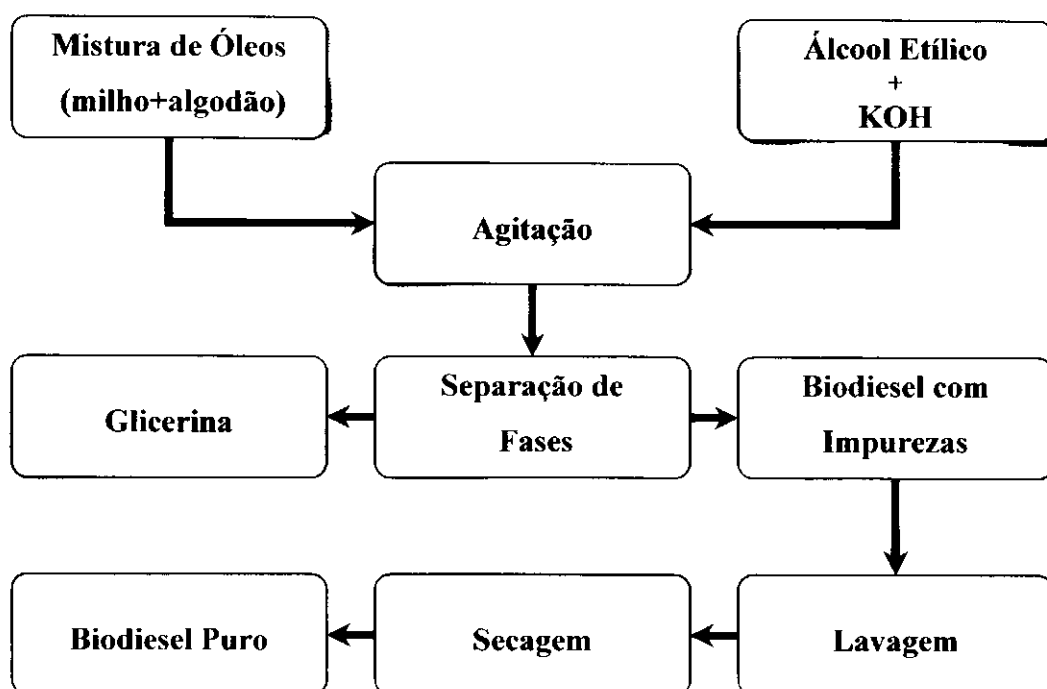 Mistura de Óleos
(milho+algodão)
Álcool Etílico
+
KOH
Agitação
Glicerina
Separação de
Fases
Biodiesel com
Impurezas
Biodiesel Puro
Secagem
Lavagem